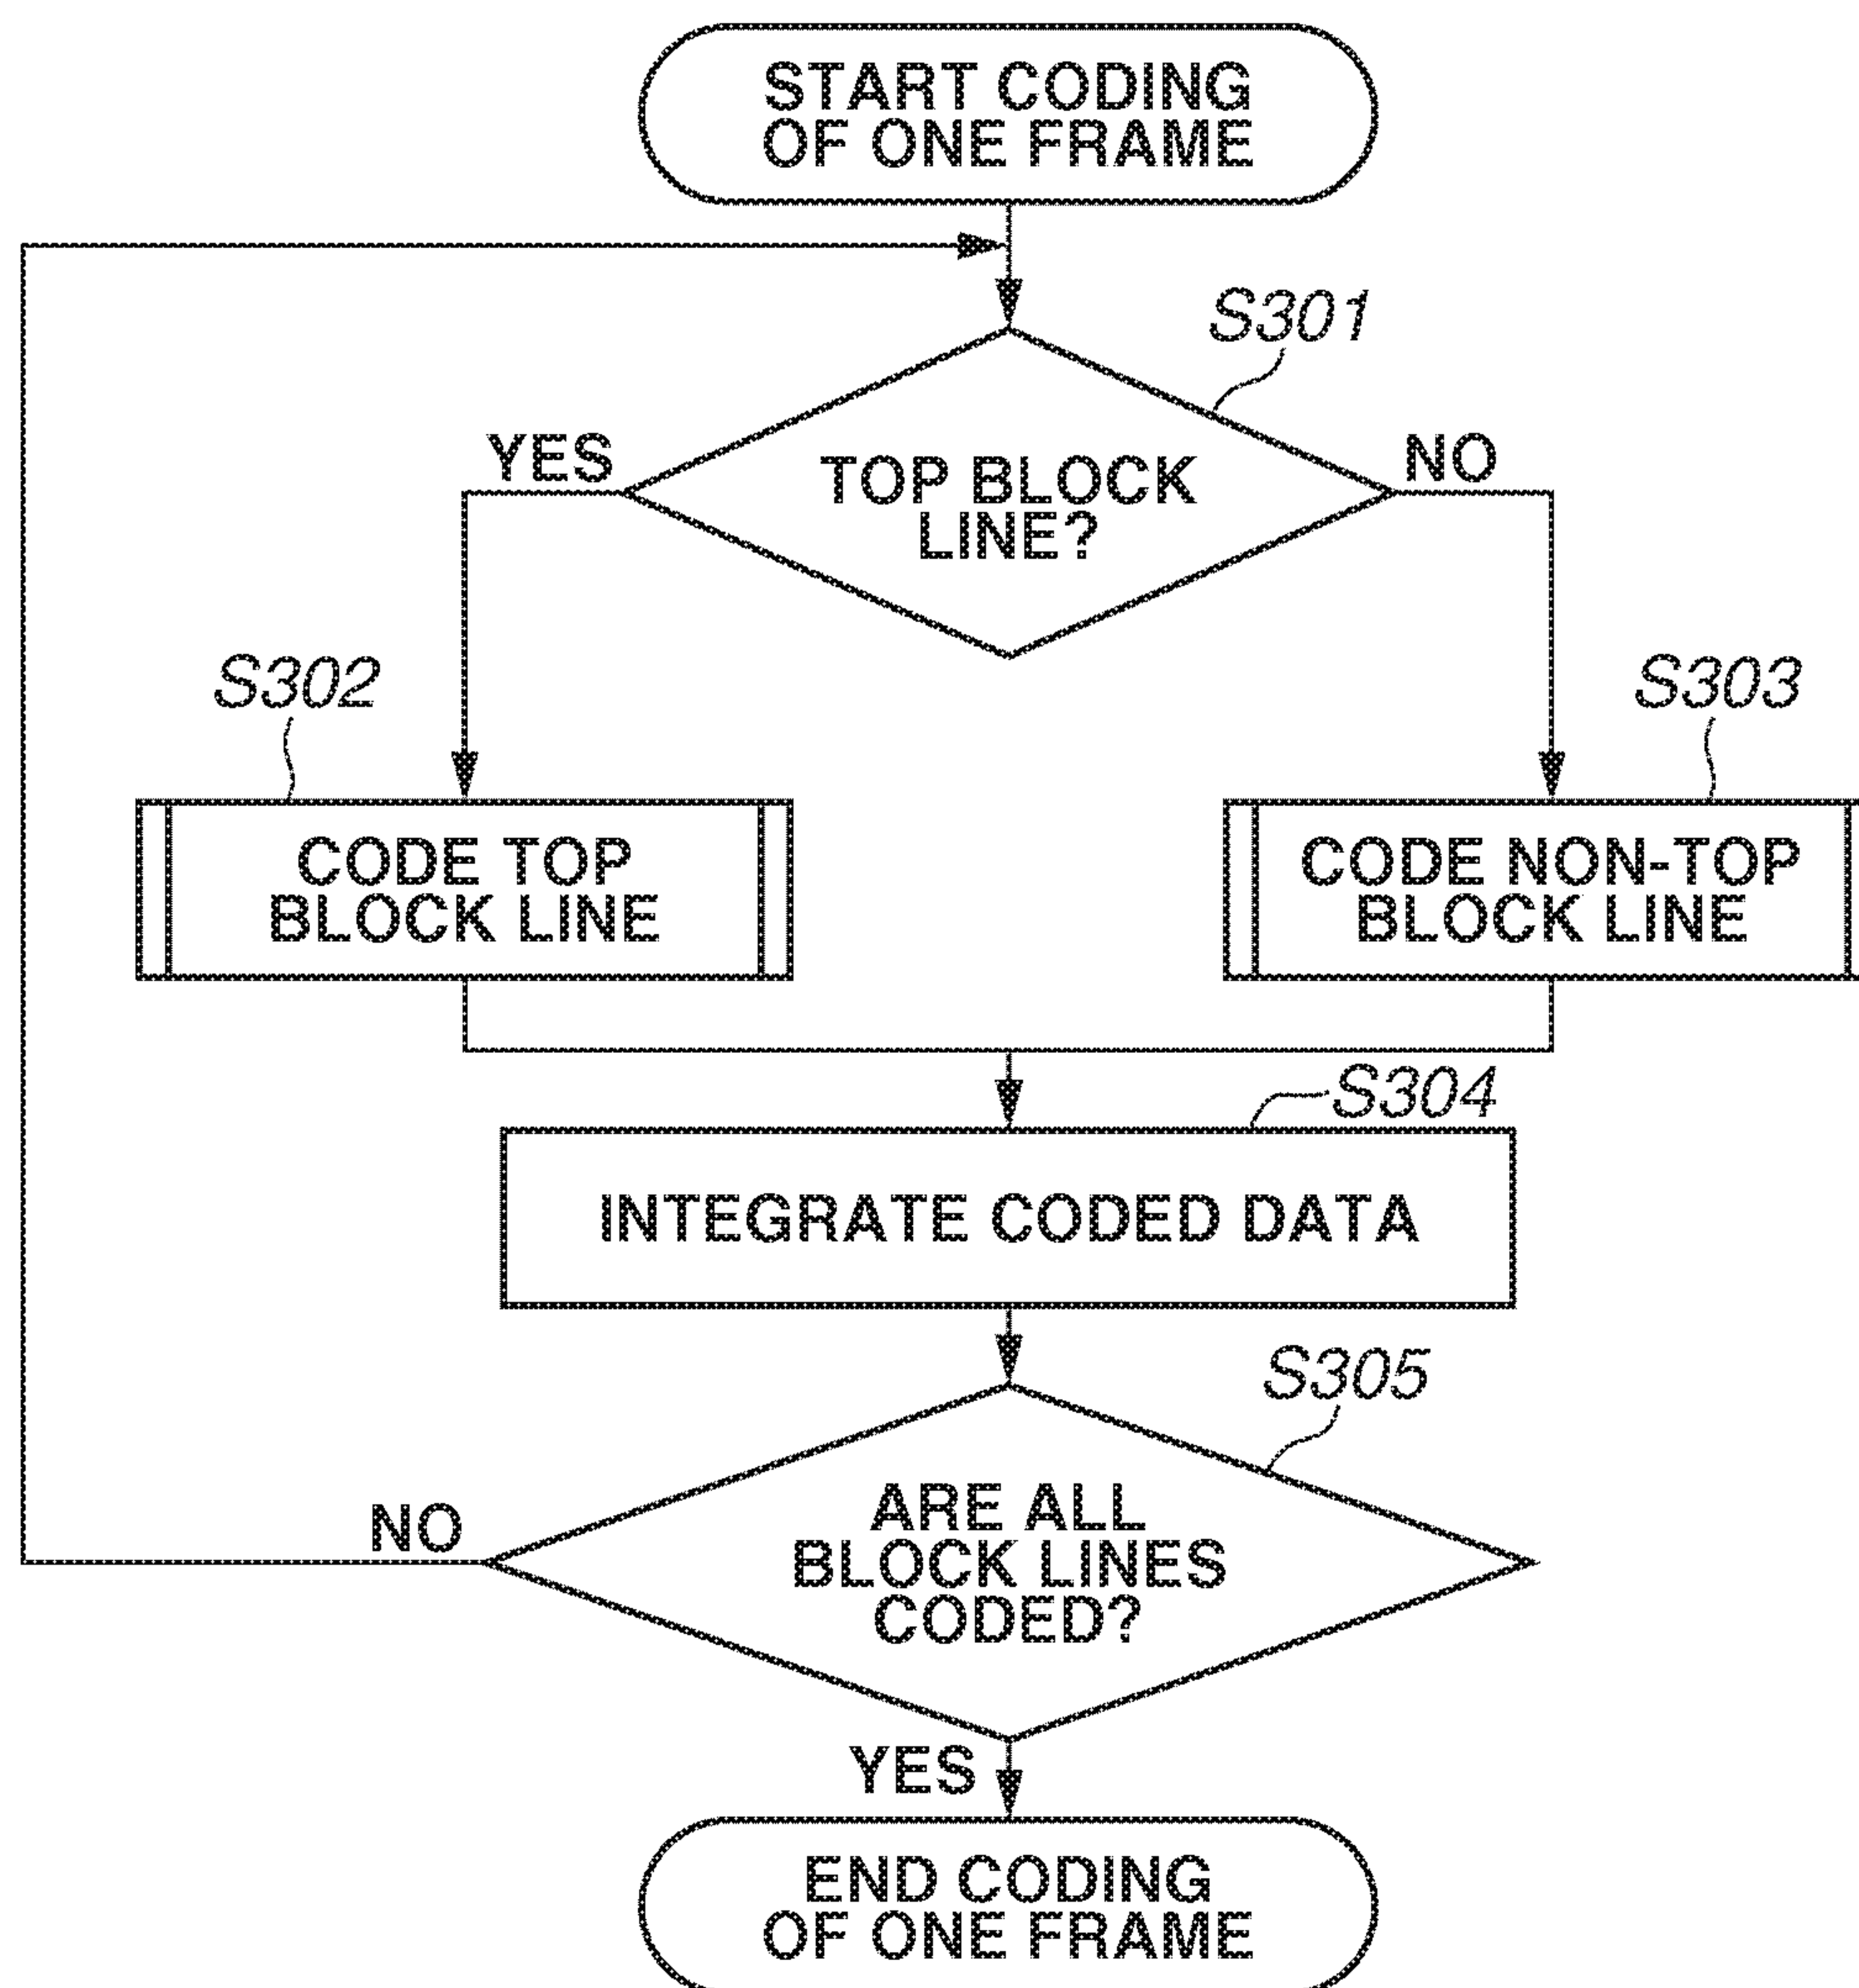 START CODING
OF ONE FRAME
S301
YES
NO
TOP BLOCK
LINE?
S302
S303
CODE TOP
BLOCK LINE
CODE NON-TOP
BLOCK LINE
S304
INTEGRATE CODED DATA
S305
NO
ARE ALL
BLOCK LINES
CODED?
YES
END CODING
OF ONE FRAME